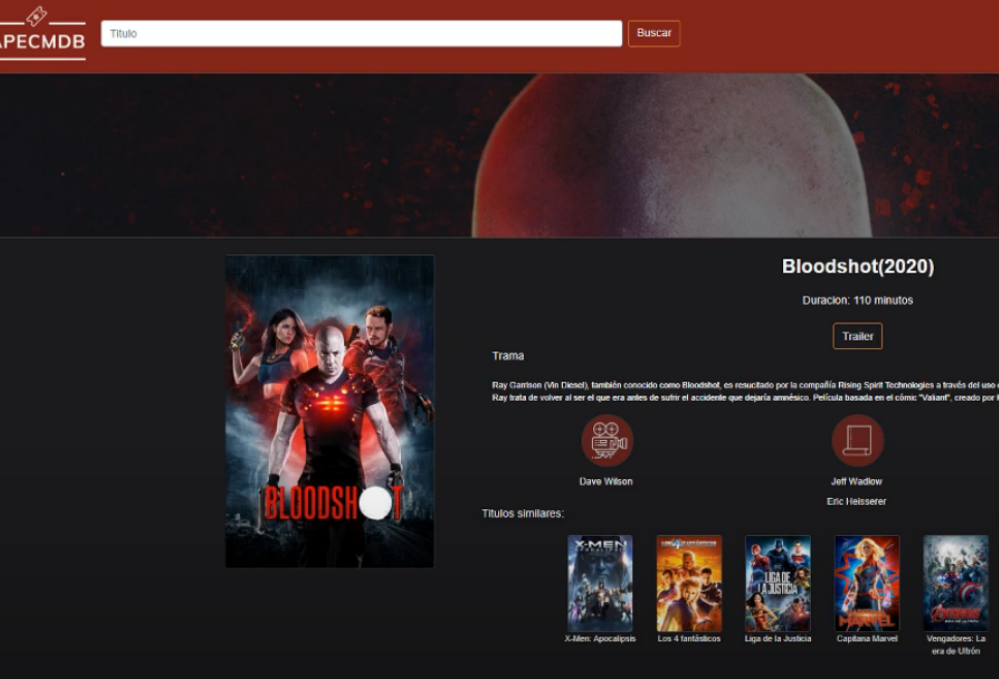 APECMDB
Titulo
Buscar
Bloodshot(2020)
Duracion: 110 minutos
Trailer
Trama
Ray Garrison (Vin Diesel), también conocido como Bloodshot, es resucitado por la compañía Rising Spirit Technologies a través del uso
Ray trata de volver al ser el que era antes de sufrir el accidente que dejaría amnésico. Película basada en el cómic "Valiant", creado por
Dave Wilson
Jeff Wadlow
Eric Heisserer
BLOODSHOT
Titulos similares:
X-MEN
APOCALIPSIS
LOS 4 FANTÁSTICOS
LIGA DE
LA JUSTICIA
MARVEL
X-Men: Apocalipsis
Los 4 fantásticos
Liga de la Justicia
Capitana Marvel
Vengadores: La
era de Ultrón